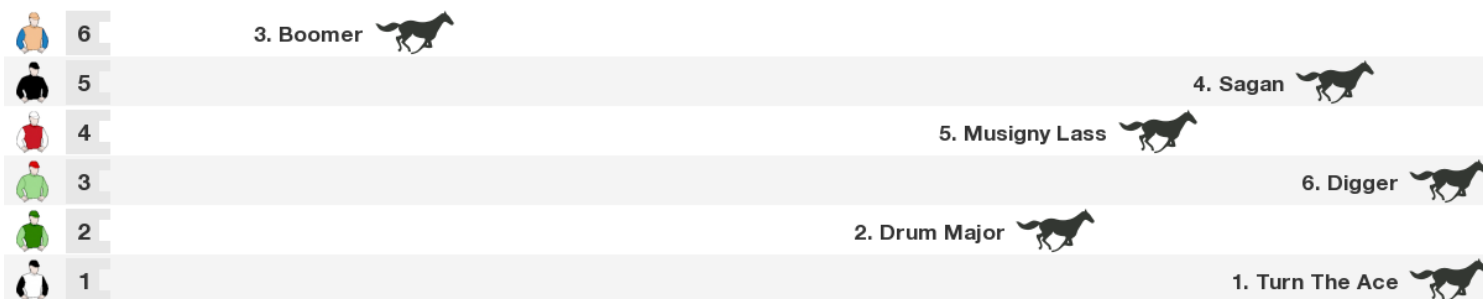 6 3. Boomer
5 4. Sagan
4 5. Musigny Lass
3 6. Digger
2 2. Drum Major
1 1. Turn The Ace